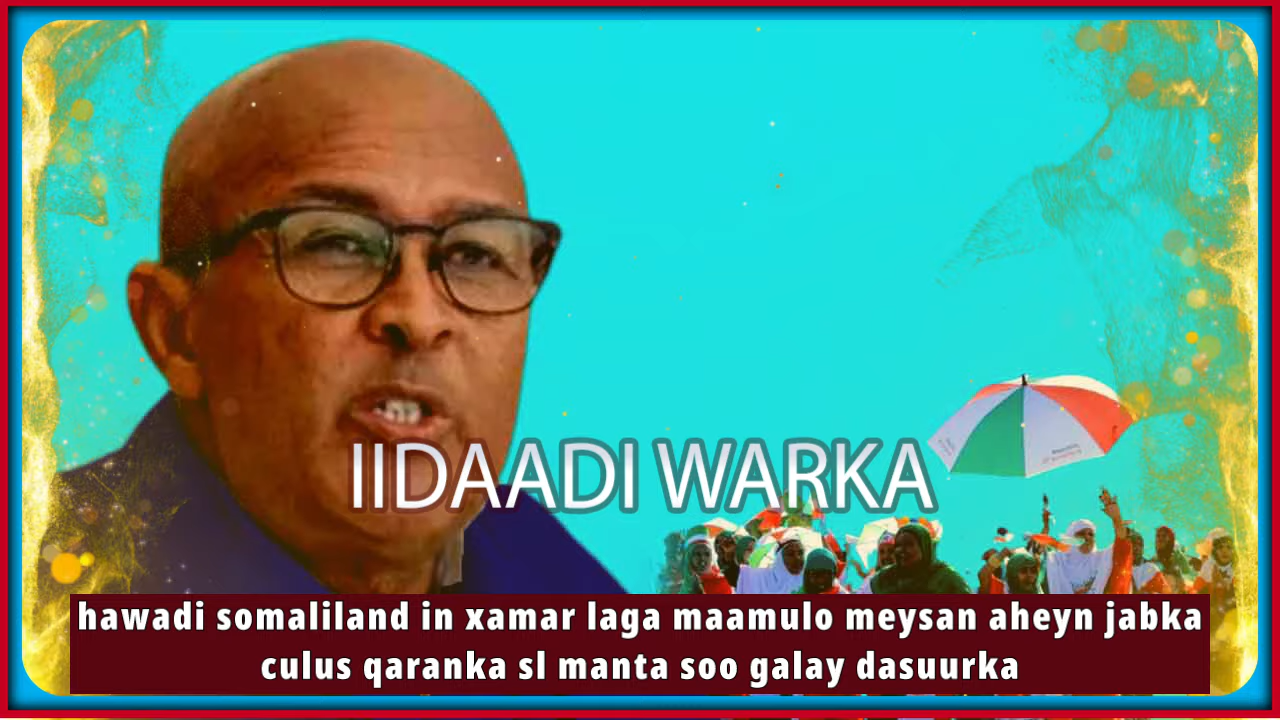 IIDAADI WARKA
hawadi somaliland in xamar laga maamulo meysan aheyn jabka
culus qaranka sl manta soo galay dasuurka